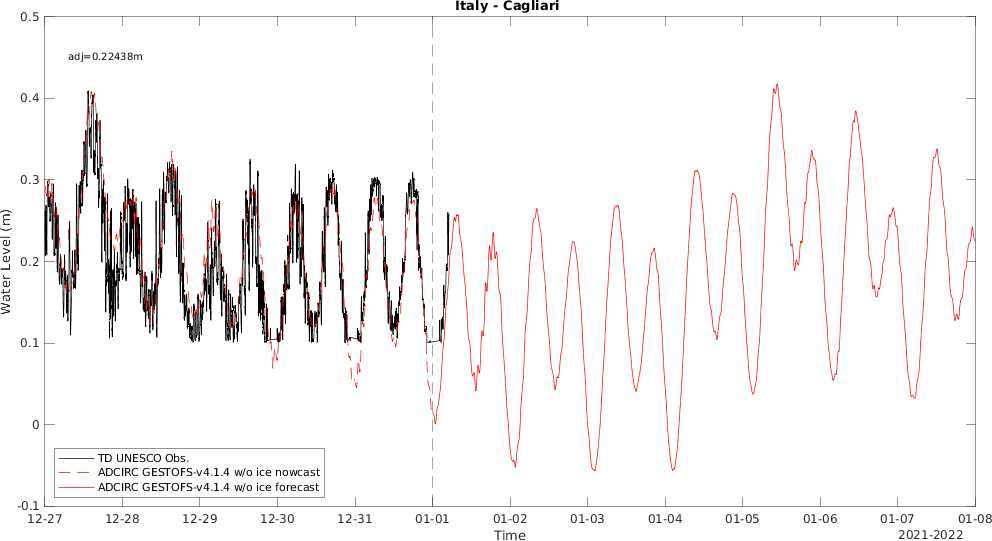 Italy - Cagliari
adj=0.22438m
0.5
0.4
0.3
0.2
0.1
0
-0.1
Water Level (m)
TD UNESCO Obs.
ADCIRC GESTOFS-v4.1.4 w/o ice nowcast
ADCIRC GESTOFS-v4.1.4 w/o ice forecast
12-27 12-28 12-29 12-30 12-31 01-01 01-02 01-03 01-04 01-05 01-06 01-07 01-08
Time
2021-2022